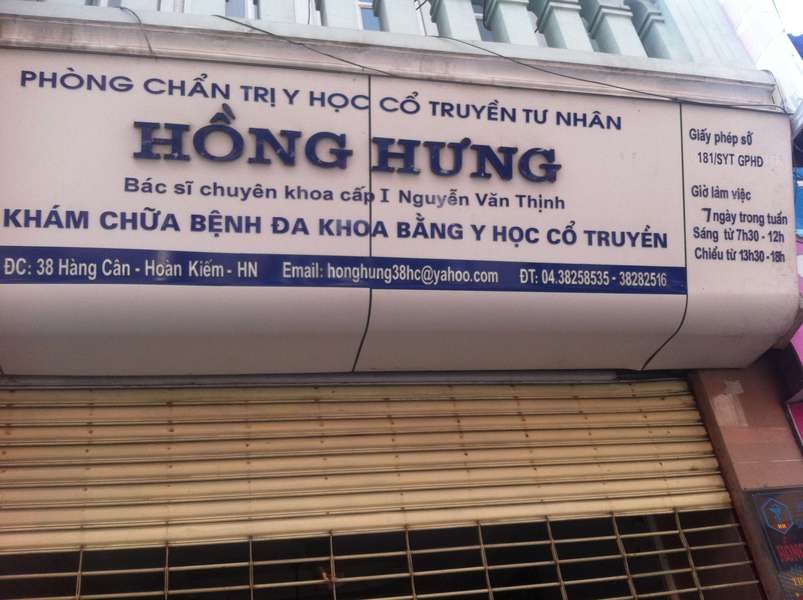 PHÒNG CHẨN TRỊ Y HỌC CỔ TRUYỀN TƯ NHÂN
HỒNG HƯNG
Bác sĩ chuyên khoa cấp I Nguyễn Văn Thịnh
KHÁM CHỮA BỆNH ĐA KHOA BẰNG Y HỌC CỔ TRUYỀN
ĐC: 38 Hàng Cân - Hoàn Kiếm - HN Email: honghung38hc@yahoo.com ĐT: 04.38258535 - 38282516
Giấy phép số
181/SYT GPHĐ
Giờ làm việc
7 ngày trong tuần
Sáng từ 7h30 - 12h
Chiều từ 13h30 - 18h